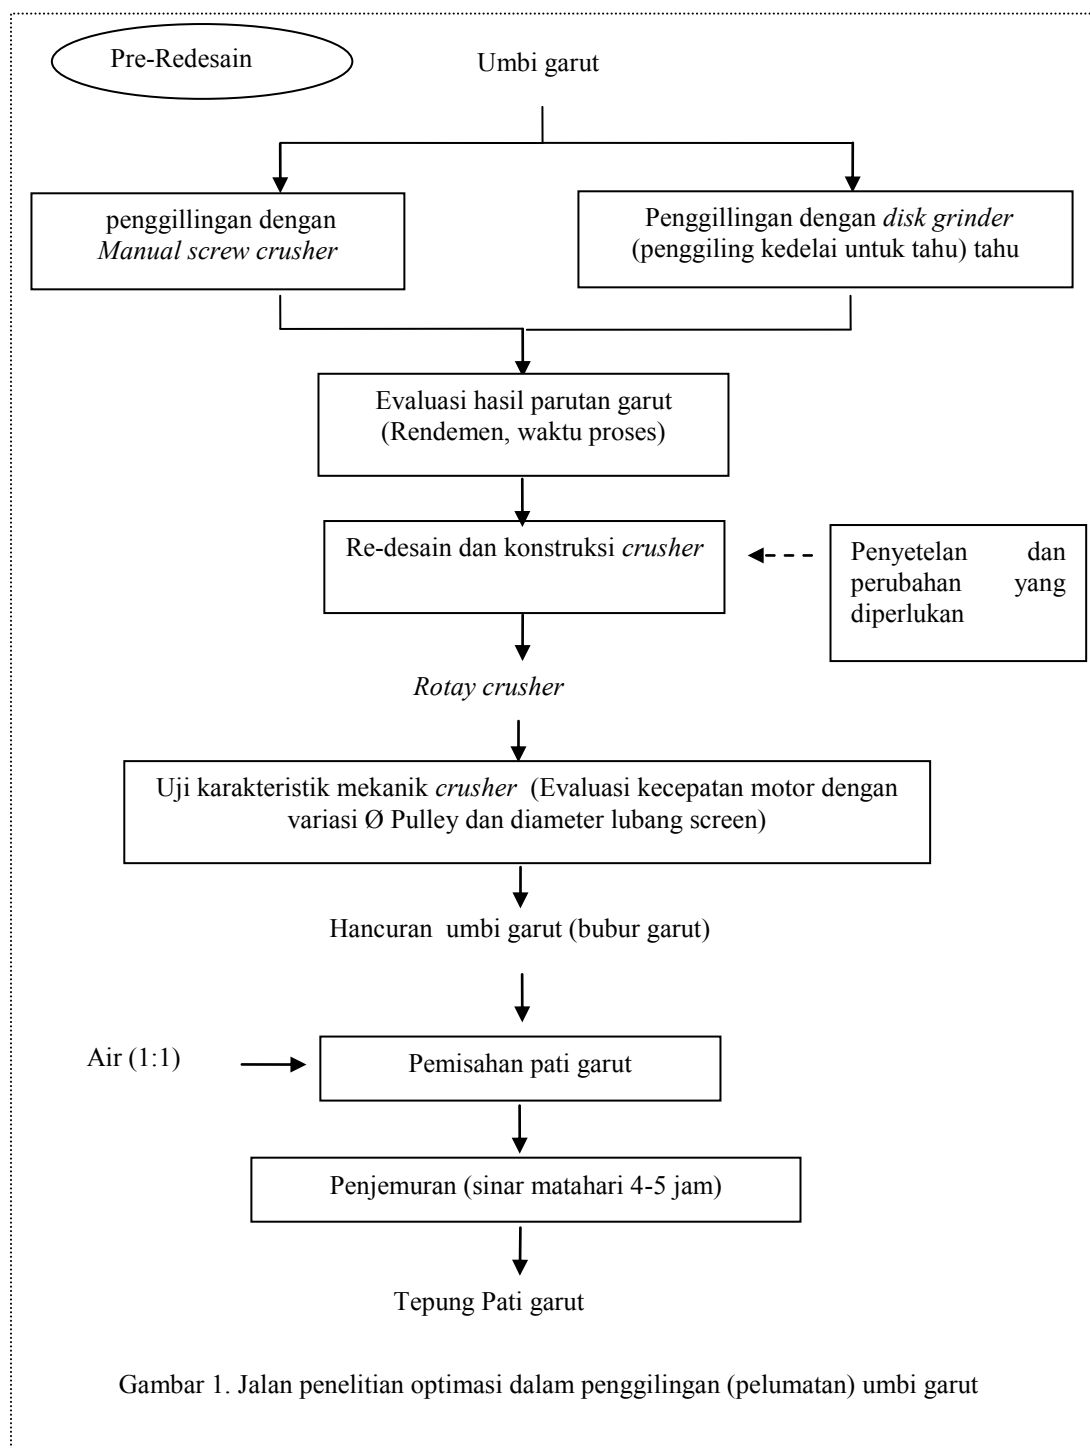 Pre-Redesain
Umbi garut
penggillingan dengan
Manual screw crusher
Penggillingan dengan disk grinder
(penggiling kedelai untuk tahu) tahu
Evaluasi hasil parutan garut
(Rendemen, waktu proses)
Re-desain dan konstruksi crusher
Penyetelan dan
perubahan yang
diperlukan
Rotay crusher
Uji karakteristik mekanik crusher (Evaluasi kecepatan motor dengan
variasi Ø Pulley dan diameter lubang screen)
Hancuran umbi garut (bubur garut)
Air (1:1)
Pemisahan pati garut
Penjemuran (sinar matahari 4-5 jam)
Tepung Pati garut
Gambar 1. Jalan penelitian optimasi dalam penggilingan (pelumatan) umbi garut